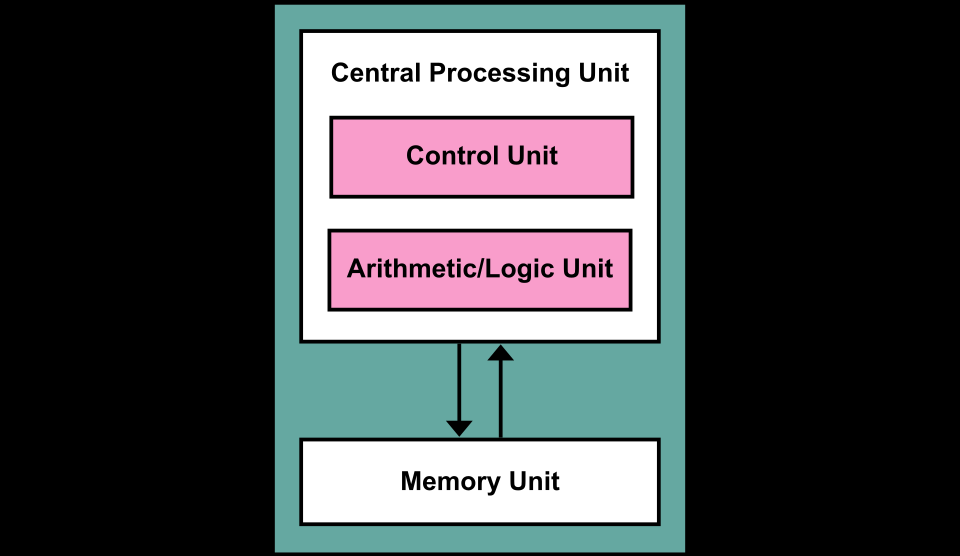 Central Processing Unit
Control Unit
Arithmetic/Logic Unit
Memory Unit